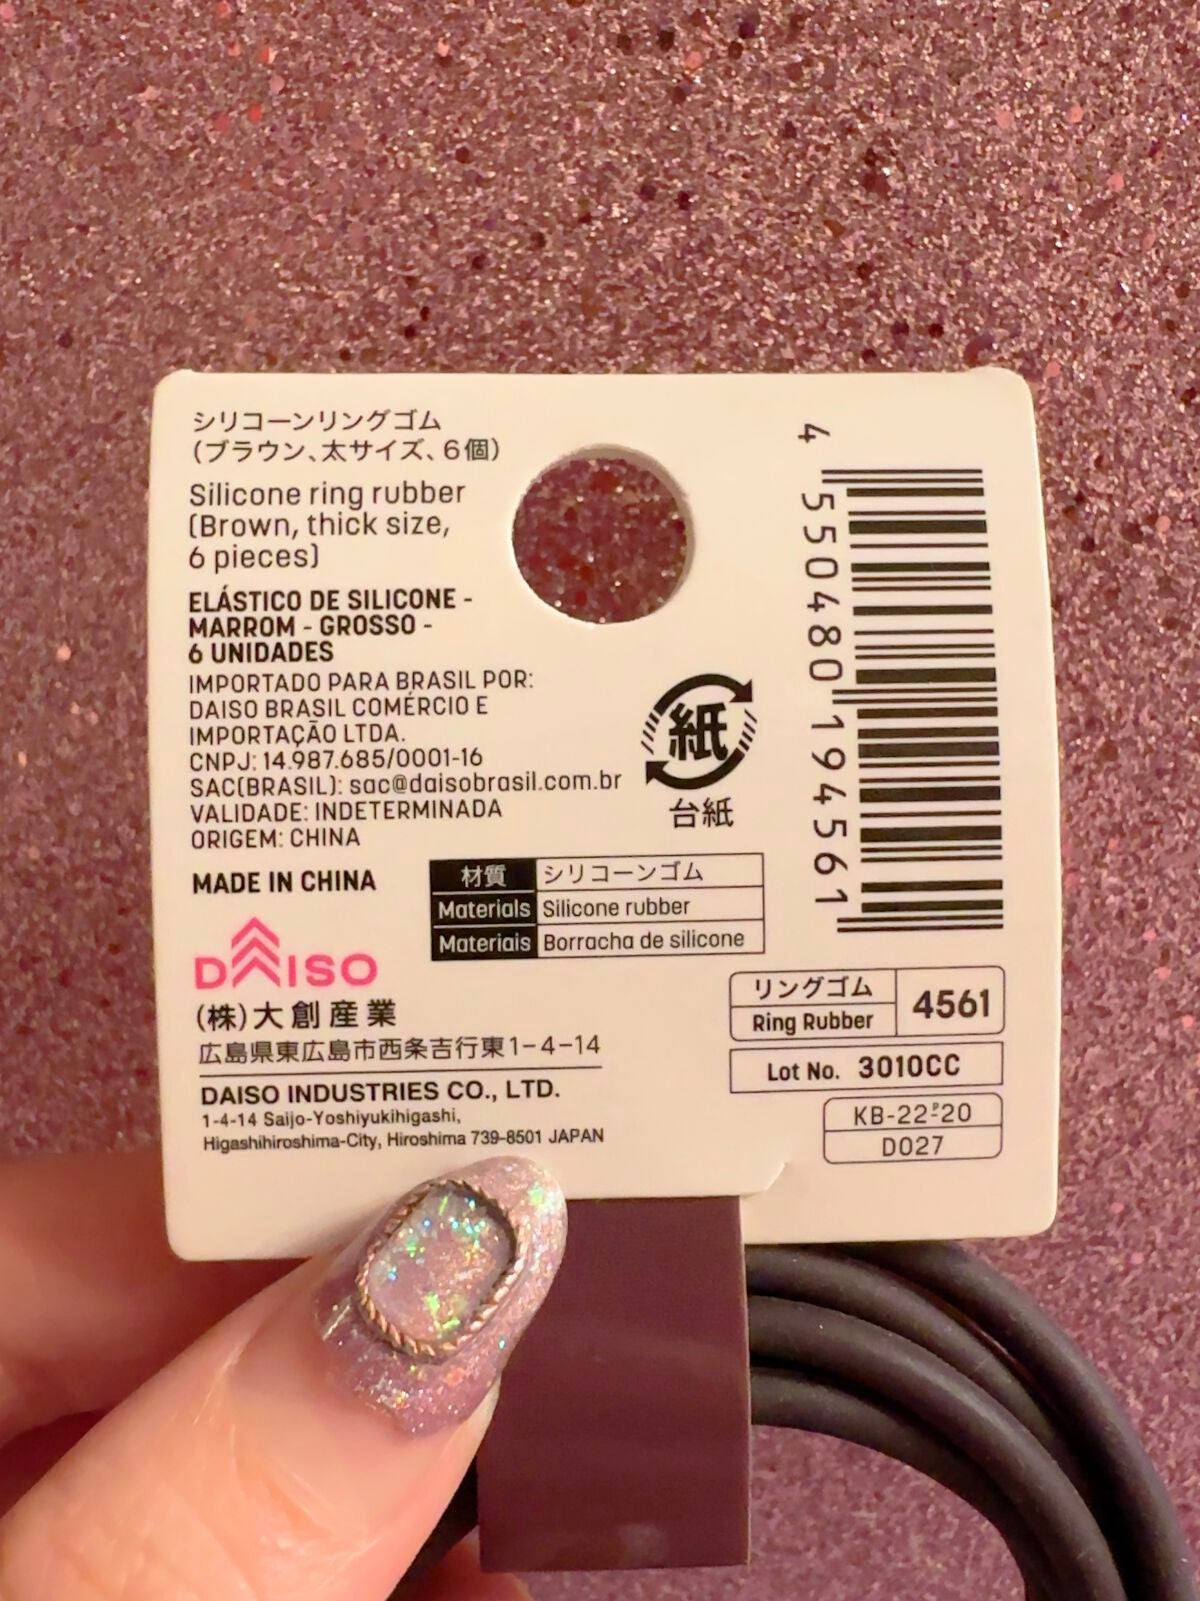 シリコーンリングゴム
(ブラウン、太サイズ、6個)
Silicone ring rubber
(Brown, thick size,
6 pieces)
ELÁSTICO DE SILICONE -
MARROM - GROSSO -
6 UNIDADES
IMPORTADO PARA BRASIL POR:
DAISO BRASIL COMÉRCIO E
IMPORTAÇÃO LTDA.
CNPJ: 14.987.685/0001-16
SAC(BRASIL): sac@daisobrasil.com.br
VALIDADE: INDETERMINADA
ORIGEM: CHINA
MADE IN CHINA
DAISO
(株)大創産業
広島県東広島市西条吉行東1-4-14
DAISO INDUSTRIES CO., LTD.
1-4-14 Saijo-Yoshiyukihigashi,
Higashihiroshima-City, Hiroshima 739-8501 JAPAN
紙
台紙
材質 シリコーンゴム
Materials Silicone rubber
Materiais Borracha de silicone
4 550480 194561
リングゴム
Ring Rubber
4561
Lot No. 3010CC
KB-22-P-20
D027